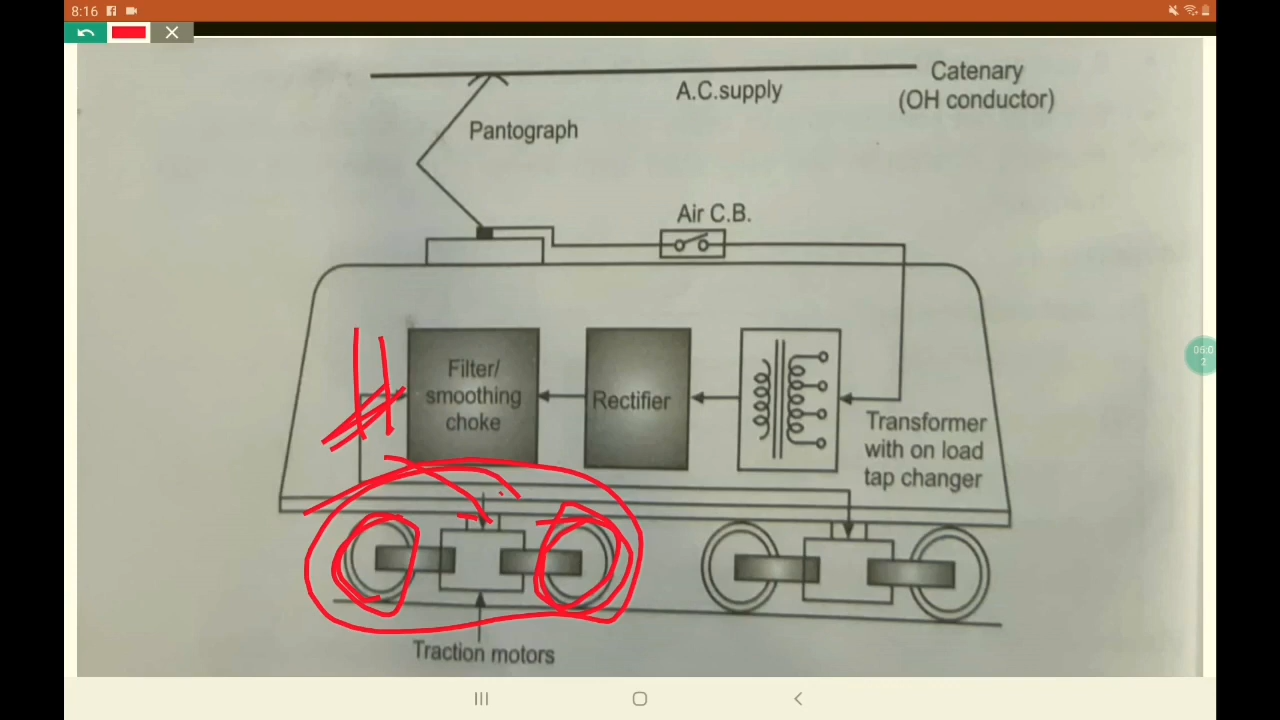 8:16
Catenary
(OH conductor)
A.C.supply
Pantograph
Air C.B.
Filter/
smoothing
choke
Rectifier
Transformer
with on load
tap changer
Traction motors